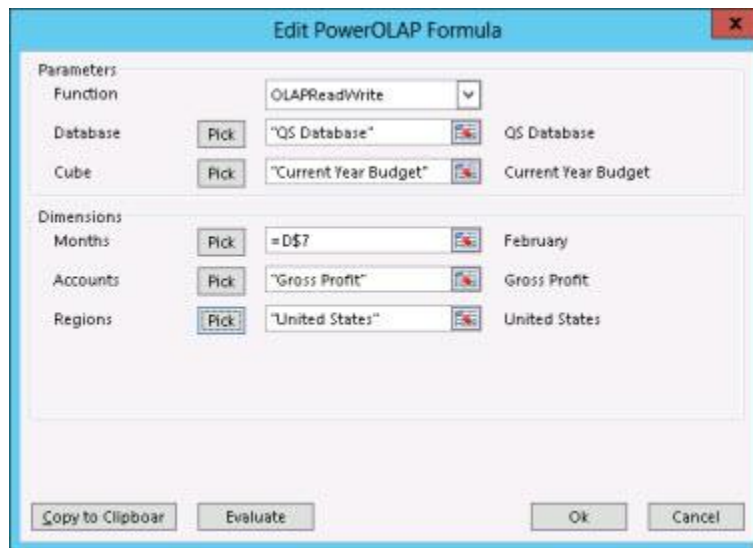 Edit PowerOLAP Formula
x
Parameters
Function OLAPReadWrite
Database Pick "QS Database" QS Database
Cube Pick "Current Year Budget" Current Year Budget
Dimensions
Months Pick =D$7 February
Accounts Pick "Gross Profit" Gross Profit
Regions Pick "United States" United States
Copy to Clipboar Evaluate Ok Cancel